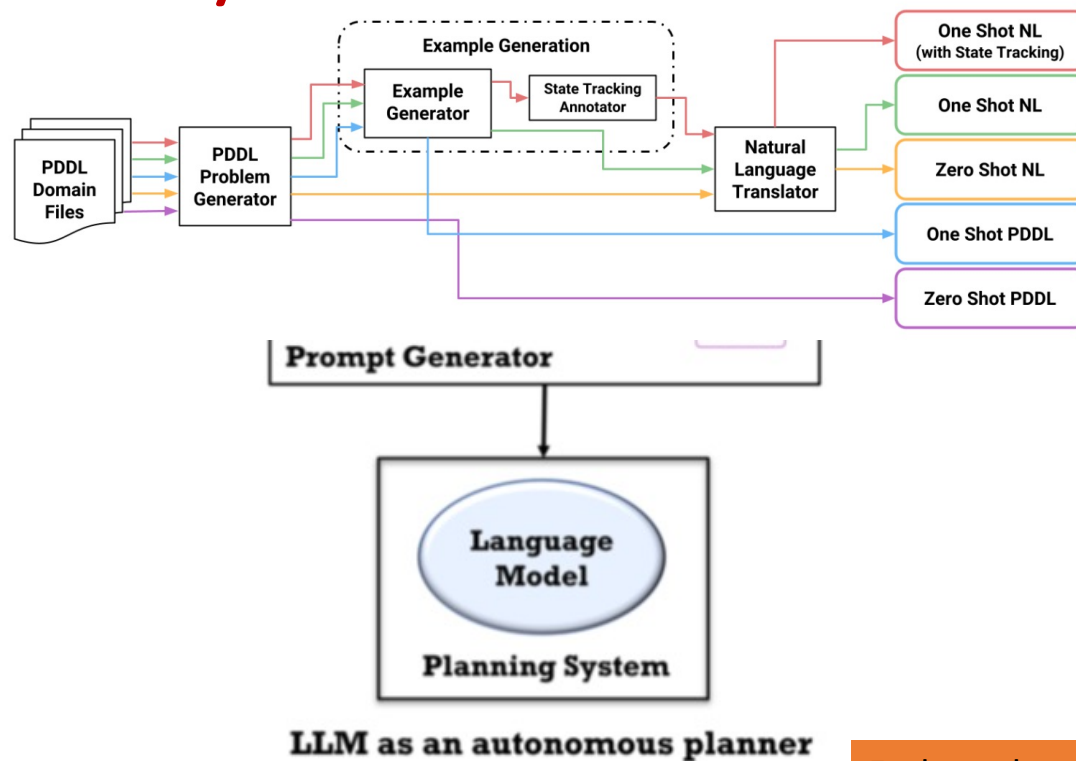 Example Generation
One Shot NL
(with State Tracking)
Example
Generator
State Tracking
Annotator
One Shot NL
PDDL
Domain
Files
PDDL
Problem
Generator
Natural
Language
Translator
Zero Shot NL
One Shot PDDL
Zero Shot PDDL
Prompt Generator
Language
Model
Planning System
LLM as an autonomous planner